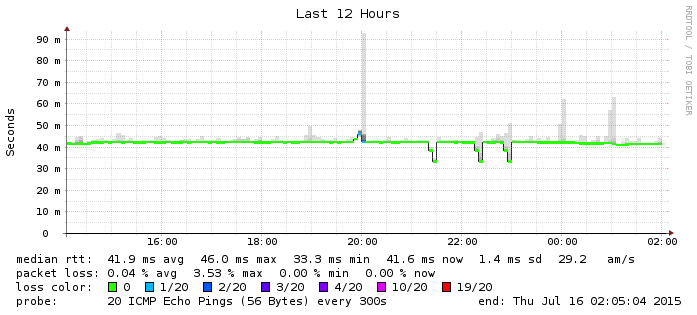 Last 12 Hours
RRDTOOL / TOBI OETIKER
Seconds
90 m
80 m
70 m
60 m
50 m
40 m
30 m
20 m
10 m
0
16:00 18:00 20:00 22:00 00:00 02:00
median rtt: 41.9 ms avg 46.0 ms max 33.3 ms min 41.6 ms now 1.4 ms sd 29.2 am/s
packet loss: 0.04 % avg 3.53 % max 0.00 % min 0.00 % now
loss color: 0 1/20 2/20 3/20 4/20 10/20 19/20
probe: 20 ICMP Echo Pings (56 Bytes) every 300s end: Thu Jul 16 02:05:04 2015